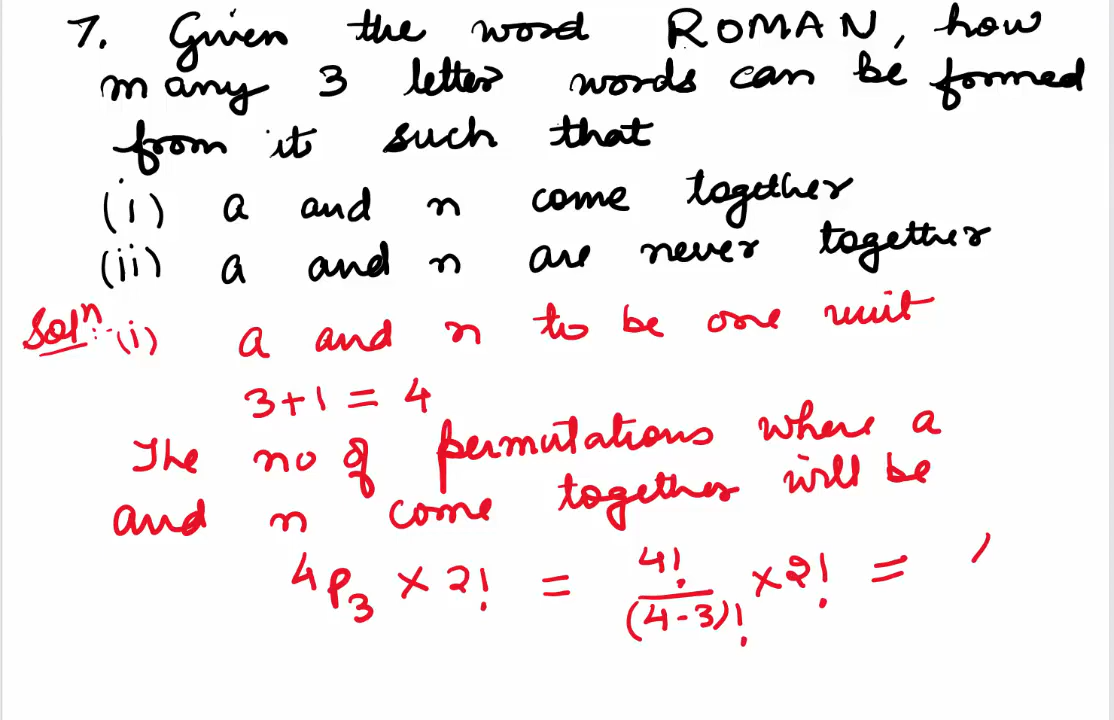 7. Given the word ROMAN, how
many 3 letter words can be formed
from it such that
(i) a and n come together
(ii) a and n are never together
Solⁿ:- (i) a and n to be one unit
3+1 = 4
The no of permutations where a
and n come together will be
⁴P₃ × 2! = 4!/(4-3)! × 2! =